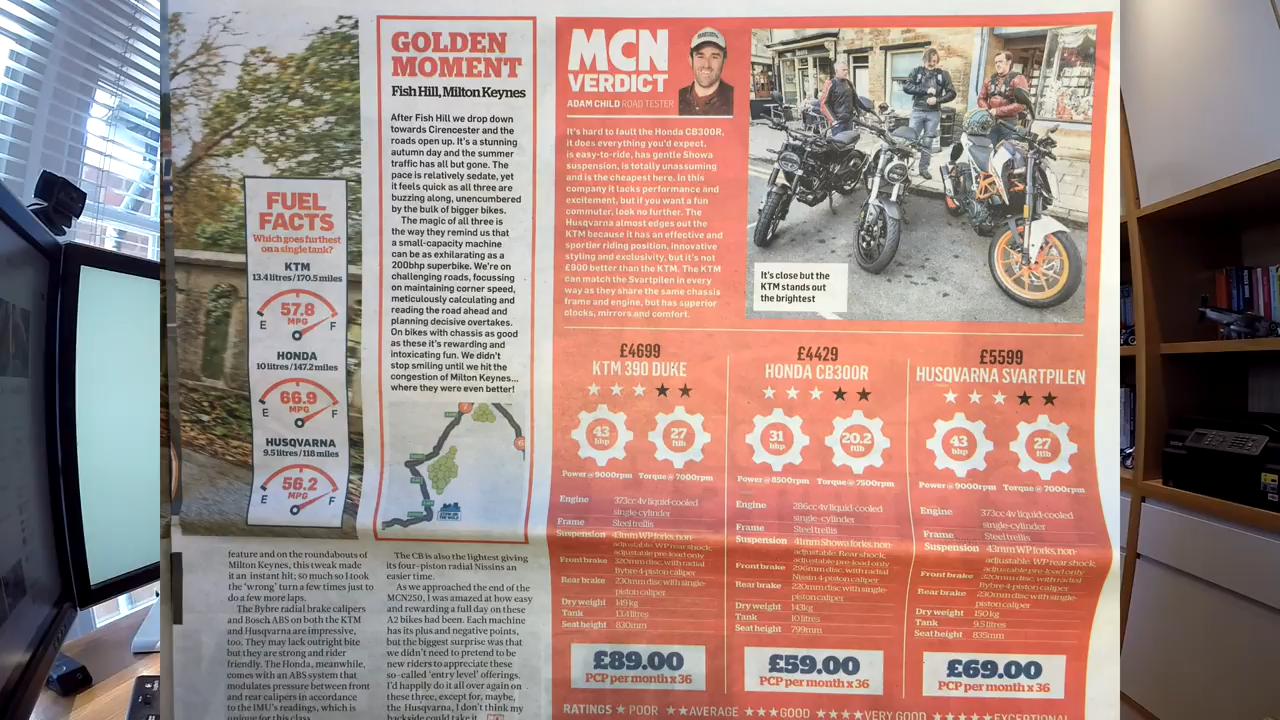 FUEL
FACTS
Which goes furthest
on a single tank?
KTM
13.4 litres/170.5 miles
57.8
MPG
E F
HONDA
10 litres/147.2 miles
66.9
MPG
E F
HUSQVARNA
9.5 litres/118 miles
56.2
MPG
E F
GOLDEN
MOMENT
Fish Hill, Milton Keynes
After Fish Hill we drop down
towards Cirencester and the
roads open up. It's a stunning
autumn day and the summer
traffic has all but gone. The
pace is relatively sedate, yet
it feels quick as all three are
buzzing along, unencumbered
by the bulk of bigger bikes.
The magic of all three is
the way they remind us that
a small-capacity machine
can be as exhilarating as a
200bhp superbike. We're on
challenging roads, focussing
on maintaining corner speed,
meticulously calculating and
reading the road ahead and
planning decisive overtakes.
On bikes with chassis as good
as these it's rewarding and
intoxicating fun. We didn't
stop smiling until we hit the
congestion of Milton Keynes...
where they were even better!
feature and on the roundabouts of
Milton Keynes, this tweak made
it an instant hit; so much so I took
the 'wrong' turn a few times just to
do a few more laps.
The Bybre radial brake calipers
and Bosch ABS on both the KTM
and Husqvarna are impressive,
too. They may lack outright bite
but they are strong and rider
friendly. The Honda, meanwhile,
comes with an ABS system that
modulates pressure between front
and rear calipers in accordance
to the IMU's readings, which is
unique for this class.
The CB is also the lightest giving
its four-piston radial Nissins an
easier time.
As we approached the end of the
MCN250, I was amazed at how easy
and rewarding a full day on these
A2 bikes had been. Each machine
has its plus and negative points,
but the biggest surprise was that
we didn't need to pretend to be
new riders to appreciate these
so-called 'entry level' offerings.
I'd happily do it all over again on
these three, except for, maybe,
the Husqvarna, I don't think my
backside could take it.
MCN
VERDICT
ADAM CHILD ROAD TESTER
It's hard to fault the Honda CB300R,
it does everything you'd expect,
is easy-to-ride, has gentle Showa
suspension, is totally unassuming
and is the cheapest here. In this
company it lacks performance and
excitement, but if you want a fun
commuter, look no further. The
Husqvarna almost edges out the
KTM because it has an effective and
sportier riding position, innovative
styling and exclusivity, but it's not
£900 better than the KTM. The KTM
can match the Svartpilen in every
way as they share the same chassis
frame and engine, but has superior
clocks, mirrors and comfort.
It's close but the
KTM stands out
the brightest
£4699
KTM 390 DUKE
★★★★★
43
bhp
27
ftlb
Power @ 9000rpm Torque @ 7000rpm
Engine 373cc 4v liquid-cooled
single-cylinder
Frame Steel trellis
Suspension 43mm WP forks, non-
adjustable. WP rear shock,
adjustable pre-load only
Front brake 320mm disc, with radial
Bybre 4-piston caliper
Rear brake 230mm disc with single-
piston caliper
Dry weight 149kg
Tank 13.4 litres
Seat height 830mm
£89.00
PCP per month x 36
£4429
HONDA CB300R
★★★★★
31
bhp
20.2
ftlb
Power @ 8500rpm Torque @ 7500rpm
Engine 286cc 4v liquid-cooled
single-cylinder
Frame Steel trellis
Suspension 41mm Showa forks, non-
adjustable. Rear shock,
adjustable pre-load only
Front brake 296mm disc, with radial
Nissin 4-piston caliper
Rear brake 220mm disc with single-
piston caliper
Dry weight 143kg
Tank 10 litres
Seat height 799mm
£59.00
PCP per month x 36
£5599
HUSQVARNA SVARTPILEN
★★★★★
43
bhp
27
ftlb
Power @ 9000rpm Torque @ 7000rpm
Engine 373cc 4v liquid-cooled
single-cylinder
Frame Steel trellis
Suspension 43mm WP forks, non-
adjustable. WP rear shock,
adjustable pre-load only
Front brake 320mm disc, with radial
Bybre 4-piston caliper
Rear brake 230mm disc with single-
piston caliper
Dry weight 150kg
Tank 9.5 litres
Seat height 835mm
£69.00
PCP per month x 36
RATINGS ★ POOR ★★ AVERAGE ★★★ GOOD ★★★★ VERY GOOD ★★★★★ EXCEPTIONAL